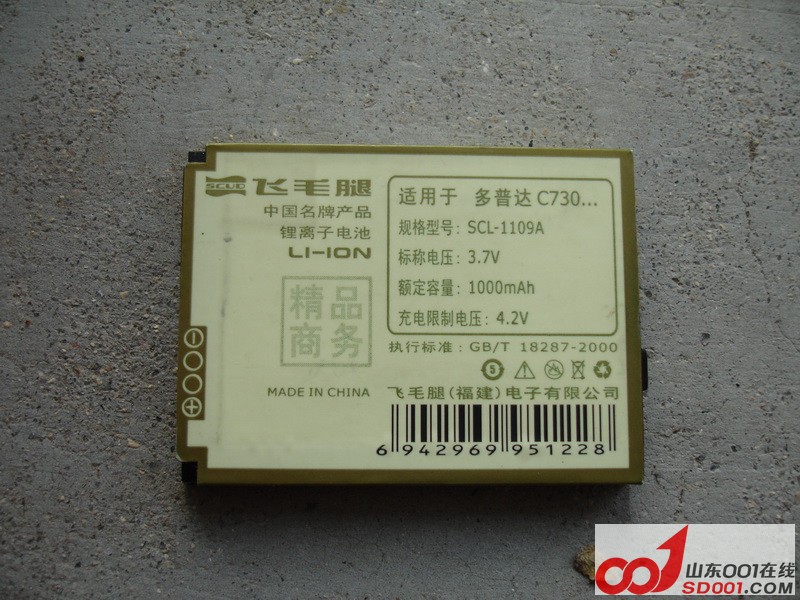 SCUD 飞毛腿
中国名牌产品
锂离子电池
LI-ION
精品
商务
MADE IN CHINA
适用于 多普达 C730...
规格型号: SCL-1109A
标称电压: 3.7V
额定容量: 1000mAh
充电限制电压: 4.2V
执行标准: GB/T 18287-2000
5
飞毛腿(福建)电子有限公司
6 942969 951228
山东001在线
SD001.COM